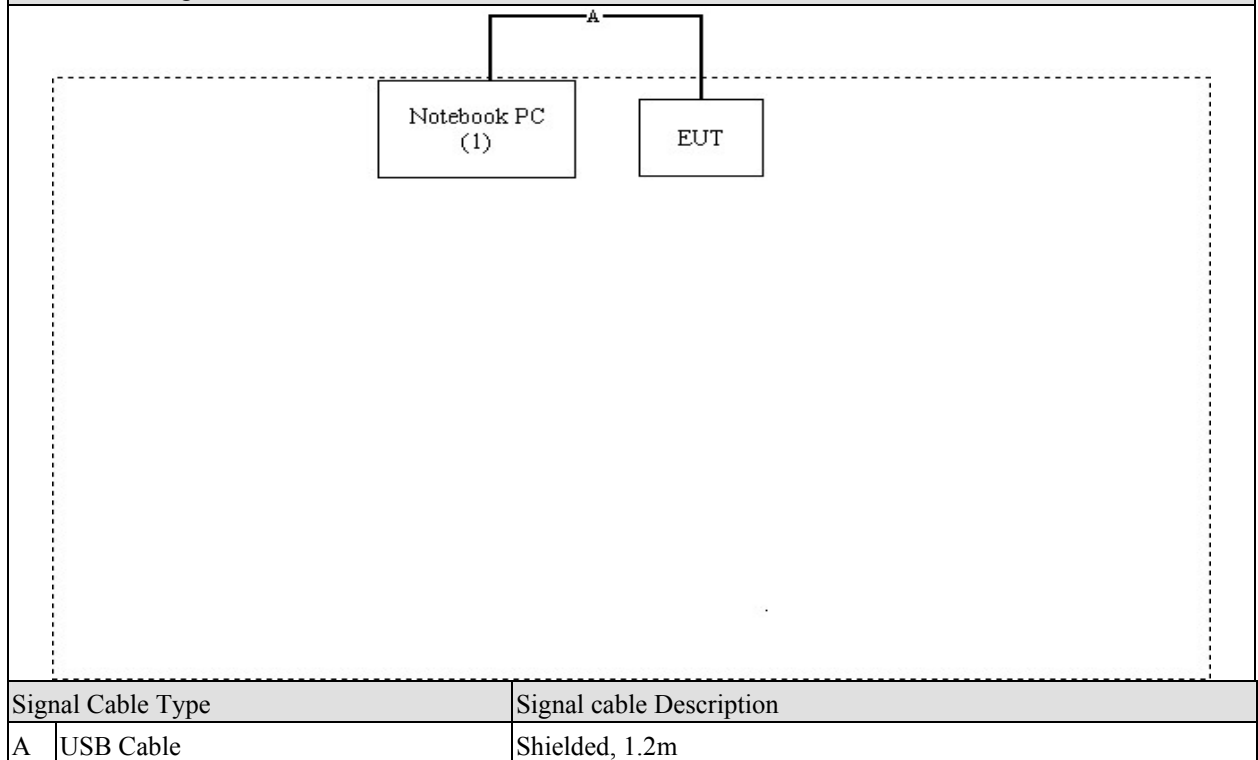 A
Notebook PC
(1)
EUT
Signal Cable Type Signal cable Description
A USB Cable Shielded, 1.2m